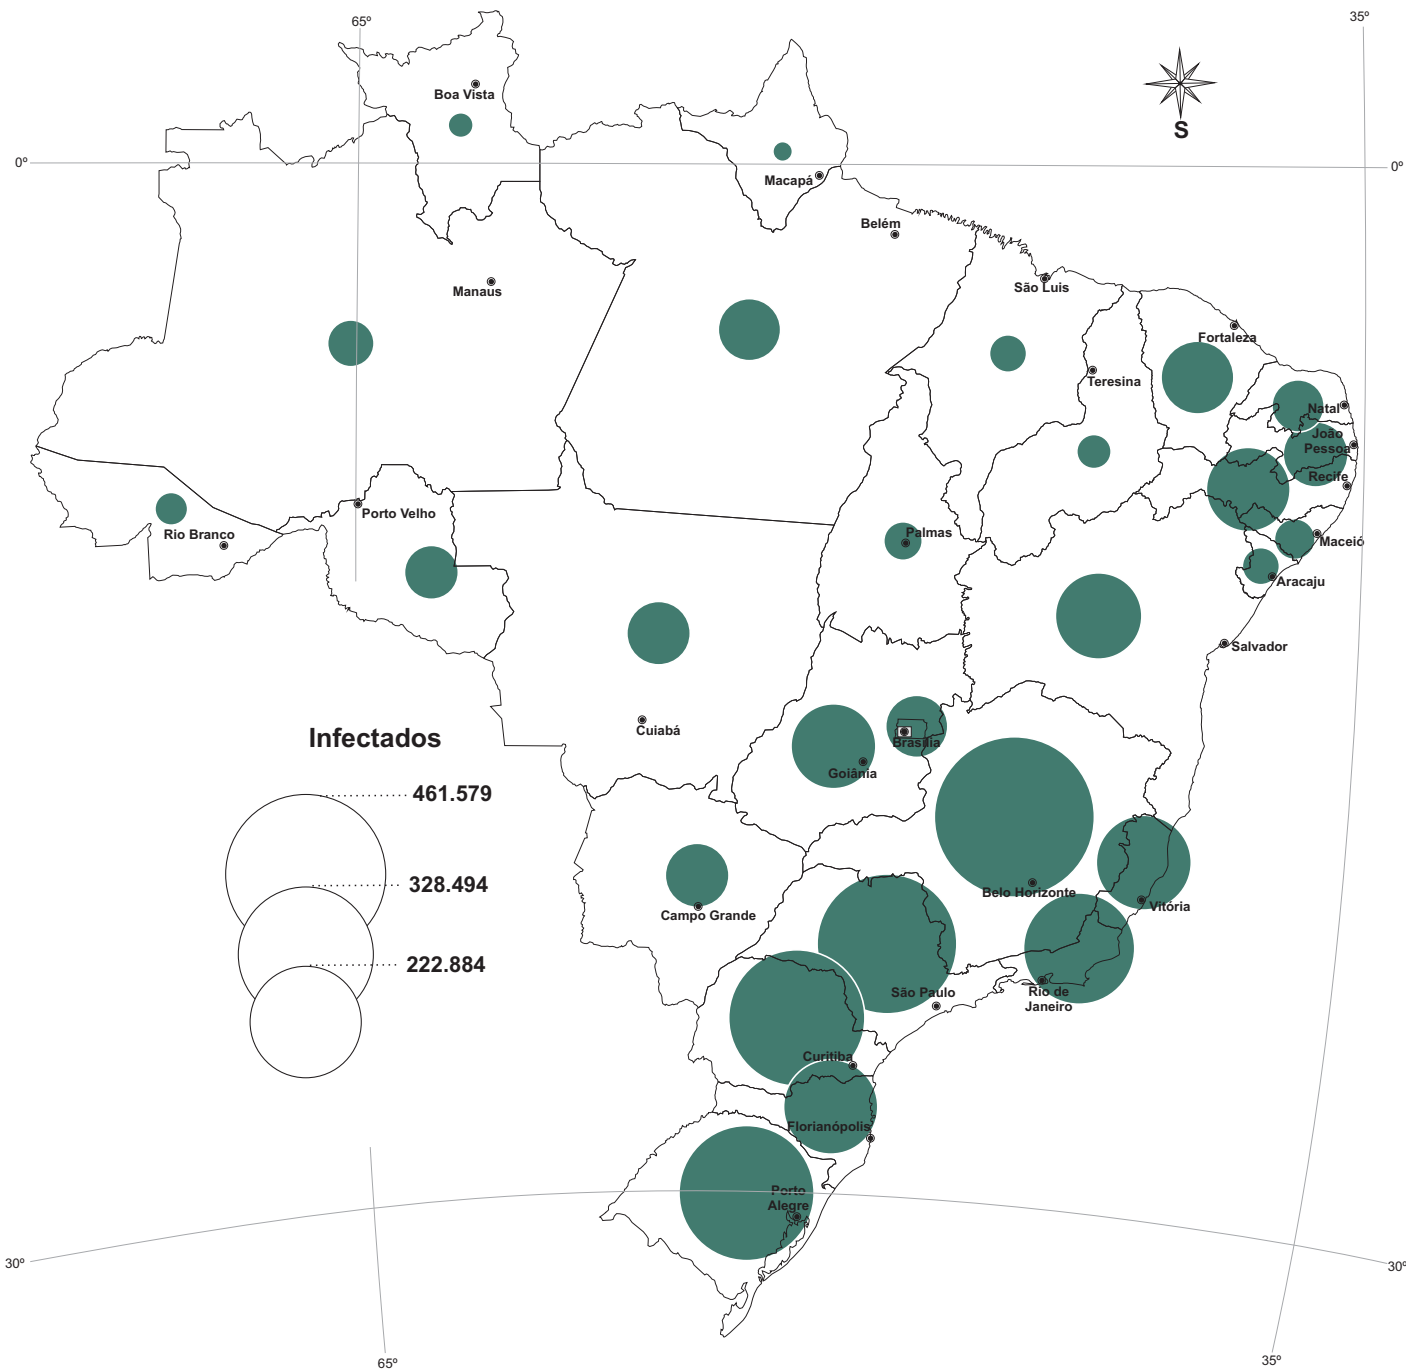 65º
35º
Boa Vista
S
0º
0º
Macapá
Belém
Manaus
São Luis
Fortaleza
Teresina
Natal
João
Pessoa
Recife
Porto Velho
Rio Branco
Palmas
Maceió
Aracaju
Salvador
Cuiabá
Brasília
Goiânia
Infectados
461.579
328.494
222.884
Belo Horizonte
Vitória
Campo Grande
São Paulo
Rio de
Janeiro
Curitiba
Florianópolis
Porto
Alegre
30º
30º
65º
35º